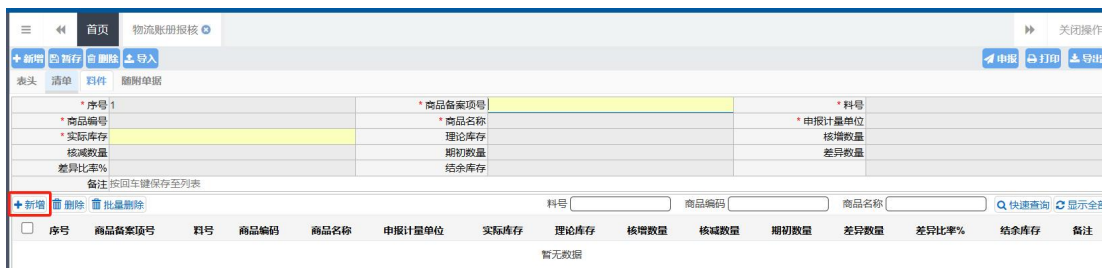 首页 物流账册报核 关闭操作
新增 暂存 删除 导入 申报 打印 导出
表头 清单 料件 随附单据
*序号 1 *商品备案项号 *料号
*商品编号 *商品名称 *申报计量单位
*实际库存 理论库存 核增数量
核减数量 期初数量 差异数量
差异比率% 结余库存
备注 按回车键保存至列表
新增 删除 批量删除 料号 商品编码 商品名称 快速查询 显示全部
序号 商品备案项号 料号 商品编码 商品名称 申报计量单位 实际库存 理论库存 核增数量 核减数量 期初数量 差异数量 差异比率% 结余库存 备注
暂无数据